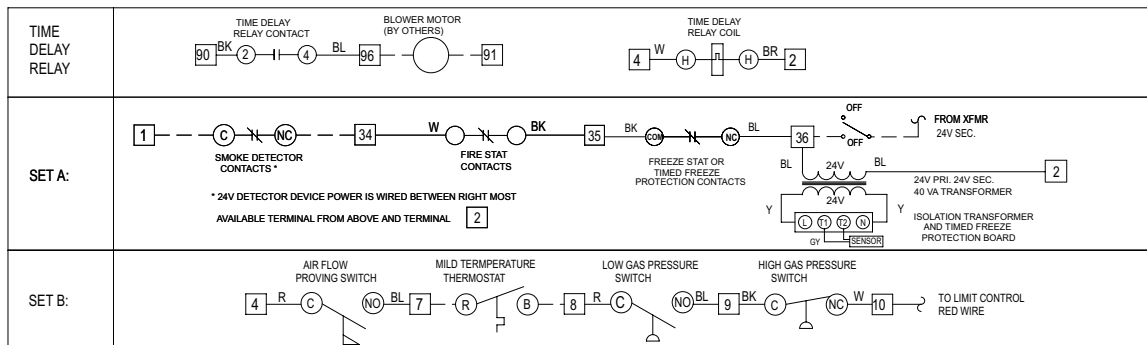 TIME
DELAY
RELAY
TIME DELAY
RELAY CONTACT
90 BK 2 4 BL 96
BLOWER MOTOR
(BY OTHERS)
91
TIME DELAY
RELAY COIL
4 W H H BR 2
SET A:
1 C NC 34 W BK 35 BK COM NC BL 36
SMOKE DETECTOR
CONTACTS *
FIRE STAT
CONTACTS
FREEZE STAT OR
TIMED FREEZE
PROTECTION CONTACTS
OFF
OFF
FROM XFMR
24V SEC.
* 24V DETECTOR DEVICE POWER IS WIRED BETWEEN RIGHT MOST
AVAILABLE TERMINAL FROM ABOVE AND TERMINAL 2
BL 24V BL 2
24V
24V PRI. 24V SEC.
40 VA TRANSFORMER
Y Y
L T1 T2 N
GY SENSOR
ISOLATION TRANSFORMER
AND TIMED FREEZE
PROTECTION BOARD
SET B:
AIR FLOW
PROVING SWITCH
MILD TERMPERATURE
THERMOSTAT
LOW GAS PRESSURE
SWITCH
HIGH GAS PRESSURE
SWITCH
4 R C NO BL 7 R B 8 R C NO BL 9 BK C NC W 10
TO LIMIT CONTROL
RED WIRE